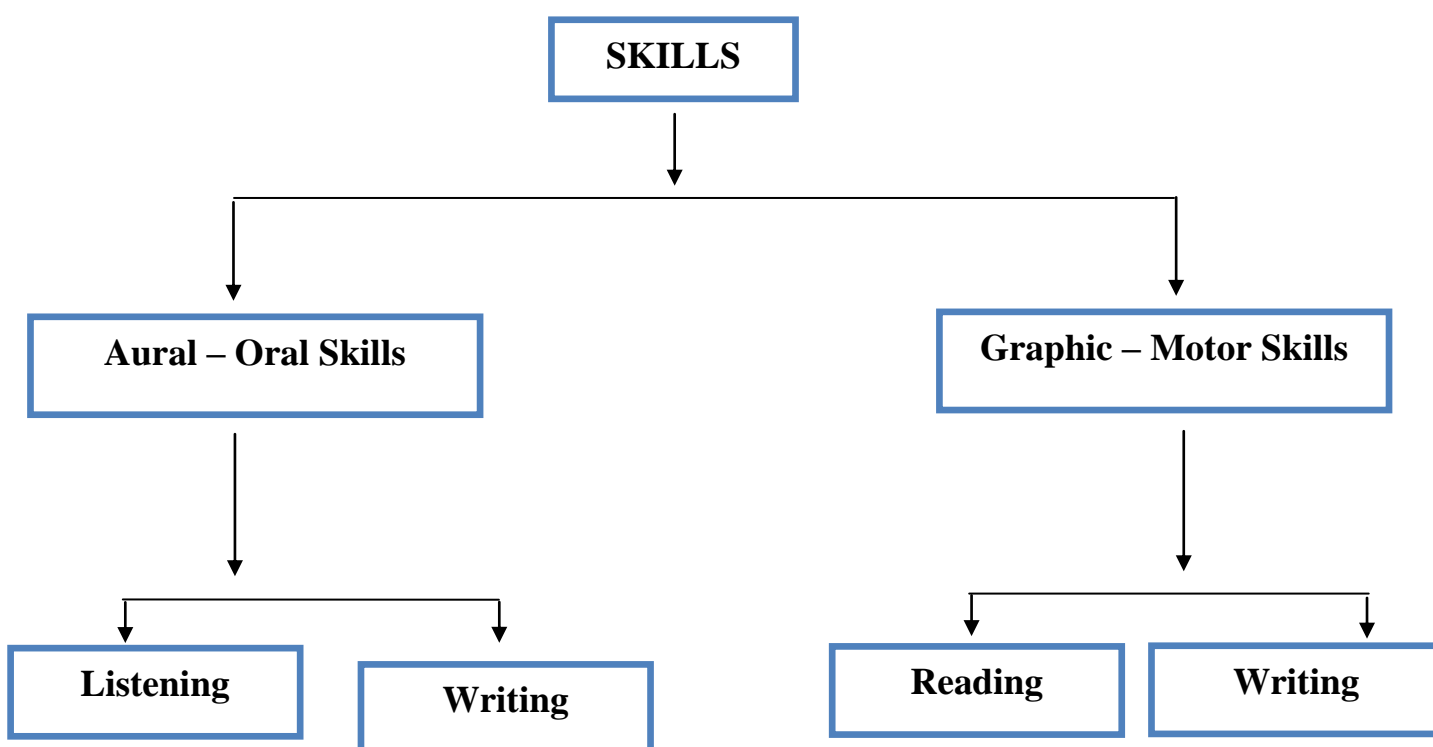 SKILLS
Aural – Oral Skills
Graphic – Motor Skills
Listening
Writing
Reading
Writing